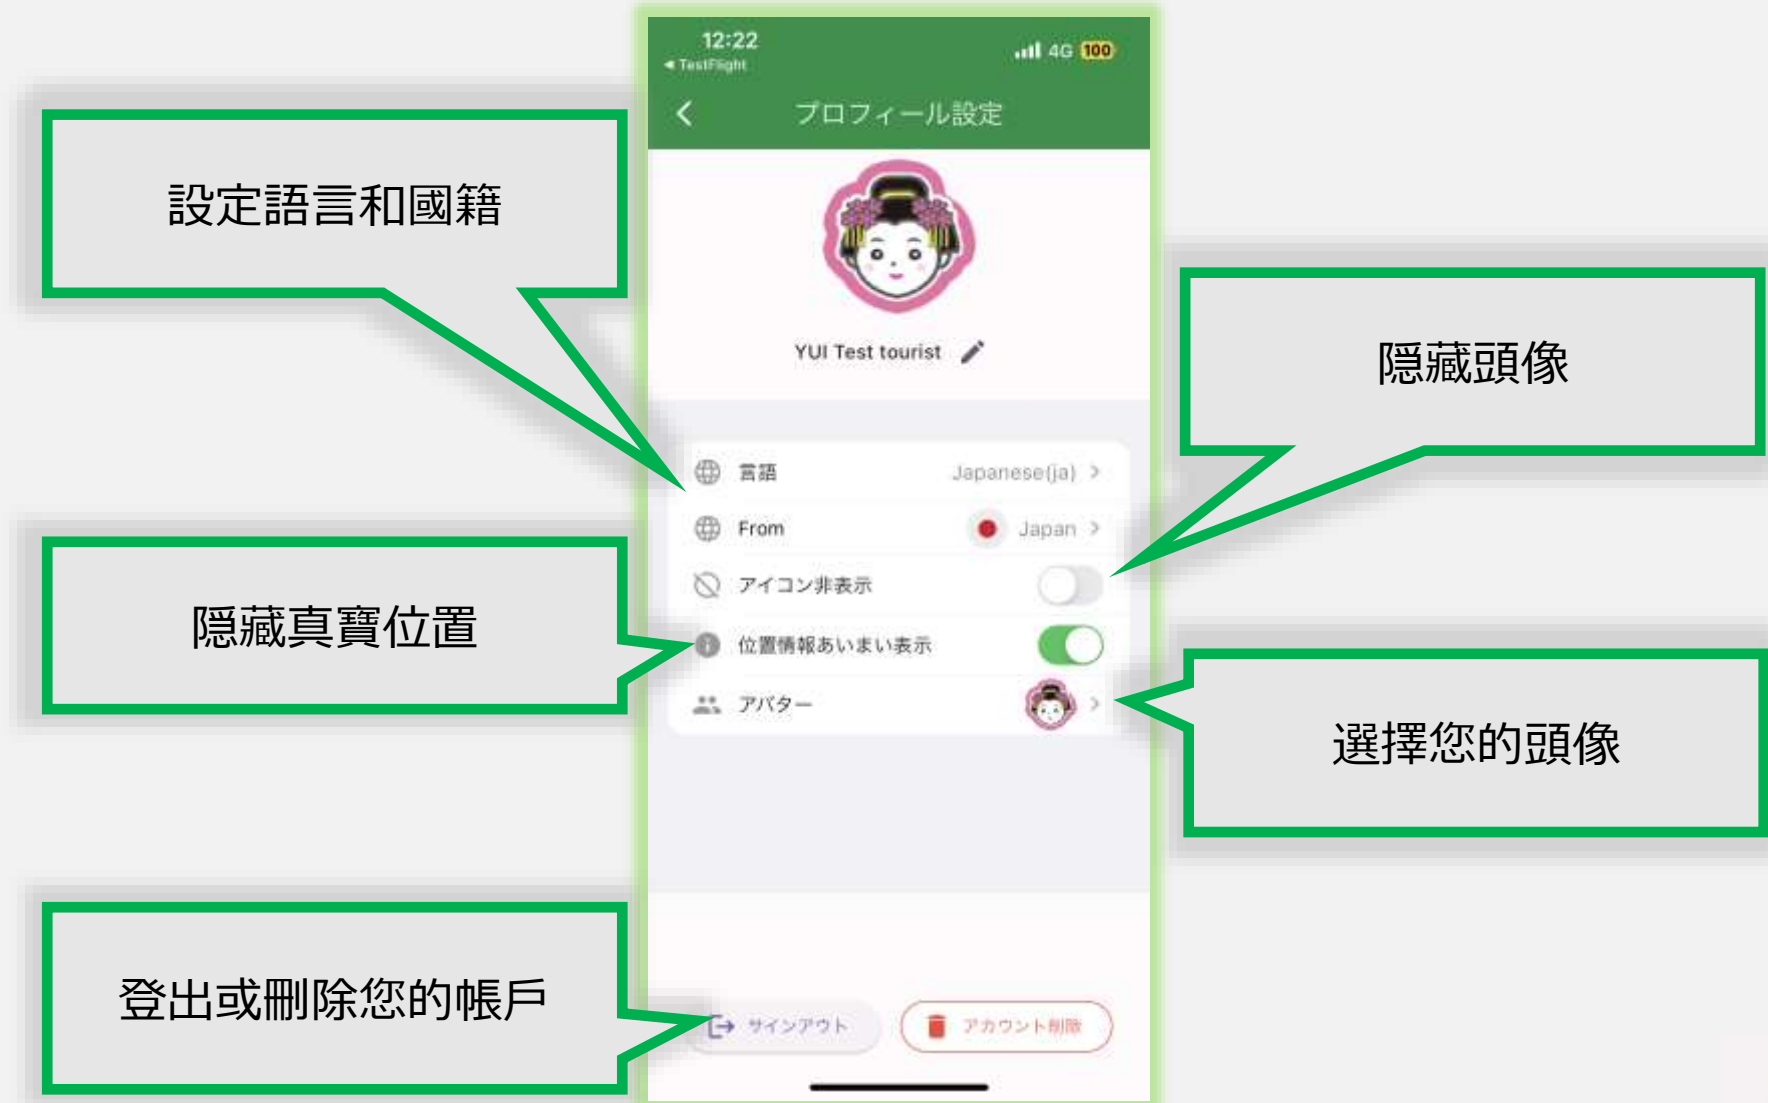 12:22
4G 100
◀ TestFlight
プロフィール設定
設定語言和國籍
YUI Test tourist
隠藏頭像
言語 Japanese(ja)
From Japan
アイコン非表示
隠藏真寶位置
位置情報あいまい表示
アバター
選擇您的頭像
登出或刪除您的帳戶
サインアウト
アカウント削除